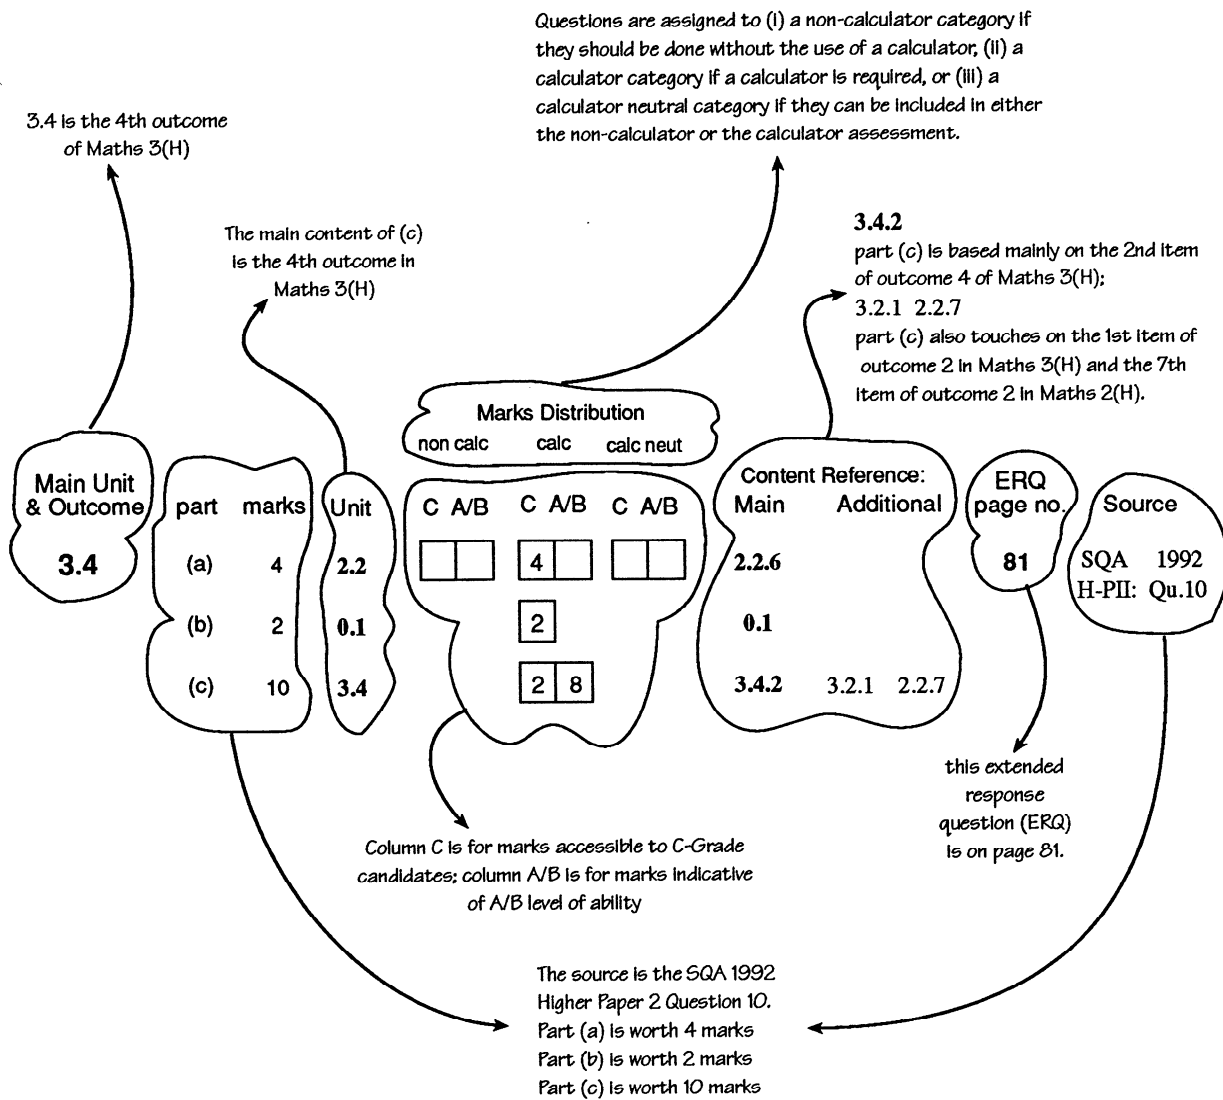 Questions are assigned to (i) a non-calculator category if
they should be done without the use of a calculator, (ii) a
calculator category if a calculator is required, or (iii) a
calculator neutral category if they can be included in either
the non-calculator or the calculator assessment.
3.4 is the 4th outcome
of Maths 3(H)
The main content of (c)
is the 4th outcome in
Maths 3(H)
3.4.2
part (c) is based mainly on the 2nd item
of outcome 4 of Maths 3(H);
3.2.1 2.2.7
part (c) also touches on the 1st item of
outcome 2 in Maths 3(H) and the 7th
item of outcome 2 in Maths 2(H).
Marks Distribution
non calc calc calc neut
Main Unit
& Outcome
3.4
part marks
(a) 4
(b) 2
(c) 10
Unit
2.2
0.1
3.4
C A/B C A/B C A/B
4
2
2 8
Content Reference:
Main Additional
2.2.6
0.1
3.4.2 3.2.1 2.2.7
ERQ
page no.
81
Source
SQA 1992
H-PII: Qu.10
this extended
response
question (ERQ)
is on page 81.
Column C is for marks accessible to C-Grade
candidates; column A/B is for marks indicative
of A/B level of ability
The source is the SQA 1992
Higher Paper 2 Question 10.
Part (a) is worth 4 marks
Part (b) is worth 2 marks
Part (c) is worth 10 marks